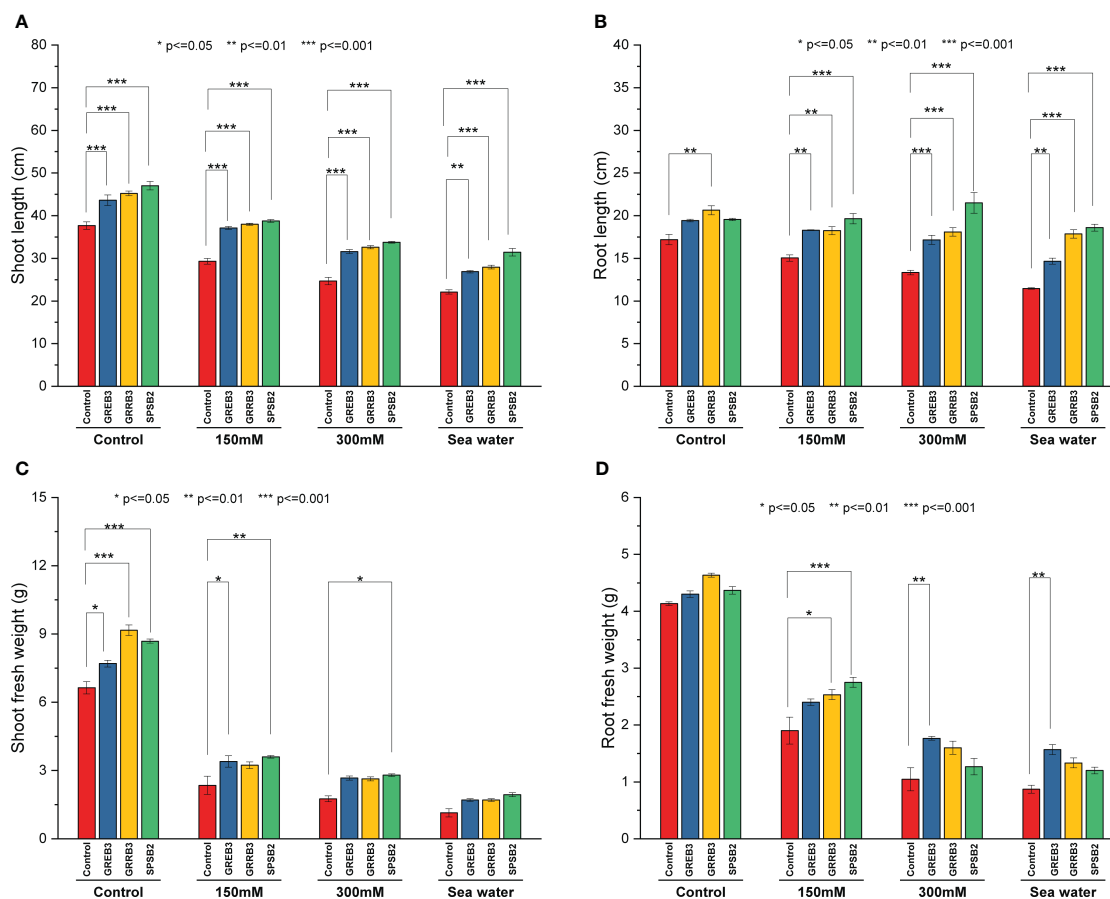 A
* p<=0.05 ** p<=0.01 *** p<=0.001
Shoot length (cm)
80
70
60
50
40
30
20
10
0
*** *** ***
*** *** ***
*** *** ***
** *** ***
Control GREB3 GRRB3 SPSB2 Control GREB3 GRRB3 SPSB2 Control GREB3 GRRB3 SPSB2 Control GREB3 GRRB3 SPSB2
Control 150mM 300mM Sea water
B
* p<=0.05 ** p<=0.01 *** p<=0.001
Root length (cm)
40
35
30
25
20
15
10
5
0
**
** ** ***
*** *** ***
** *** ***
Control GREB3 GRRB3 SPSB2 Control GREB3 GRRB3 SPSB2 Control GREB3 GRRB3 SPSB2 Control GREB3 GRRB3 SPSB2
Control 150mM 300mM Sea water
C
* p<=0.05 ** p<=0.01 *** p<=0.001
Shoot fresh weight (g)
15
12
9
6
3
0
* *** ***
* **
*
Control GREB3 GRRB3 SPSB2 Control GREB3 GRRB3 SPSB2 Control GREB3 GRRB3 SPSB2 Control GREB3 GRRB3 SPSB2
Control 150mM 300mM Sea water
D
* p<=0.05 ** p<=0.01 *** p<=0.001
Root fresh weight (g)
6
5
4
3
2
1
0
* ***
**
**
Control GREB3 GRRB3 SPSB2 Control GREB3 GRRB3 SPSB2 Control GREB3 GRRB3 SPSB2 Control GREB3 GRRB3 SPSB2
Control 150mM 300mM Sea water